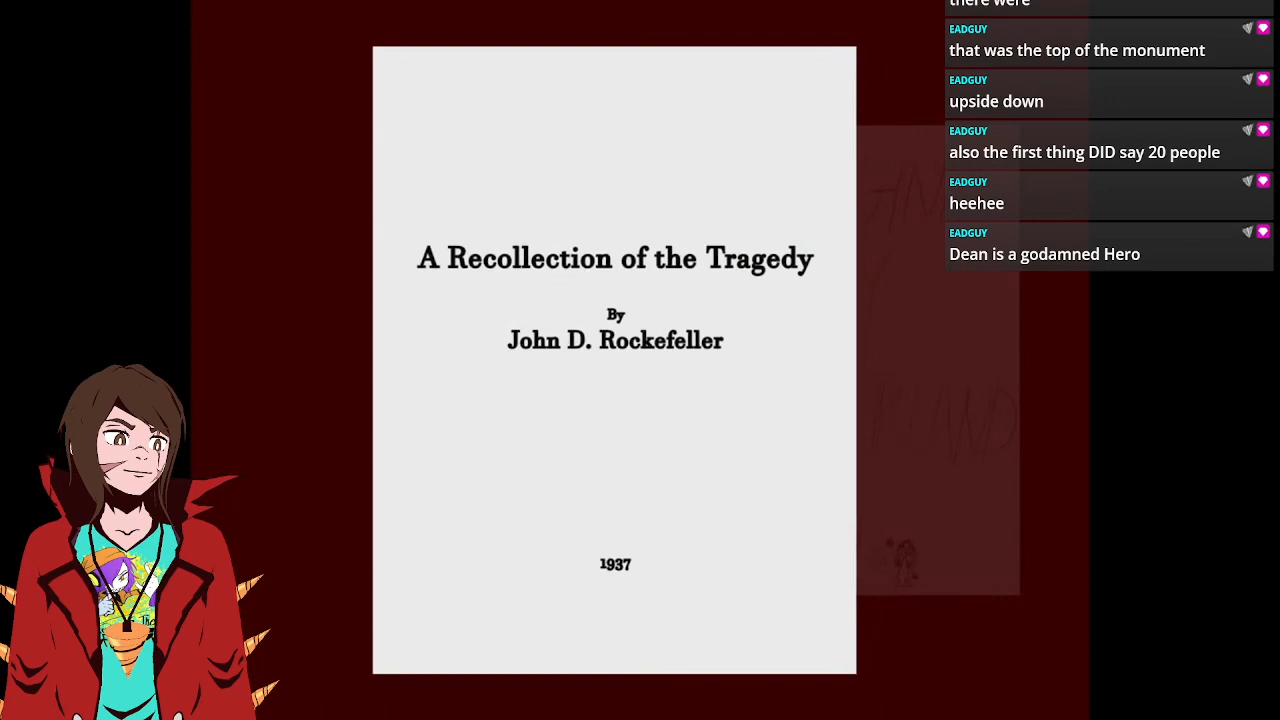 A Recollection of the Tragedy
By
John D. Rockefeller
1937
there were
EADGUY
that was the top of the monument
EADGUY
upside down
EADGUY
also the first thing DID say 20 people
EADGUY
heehee
EADGUY
Dean is a godamned Hero